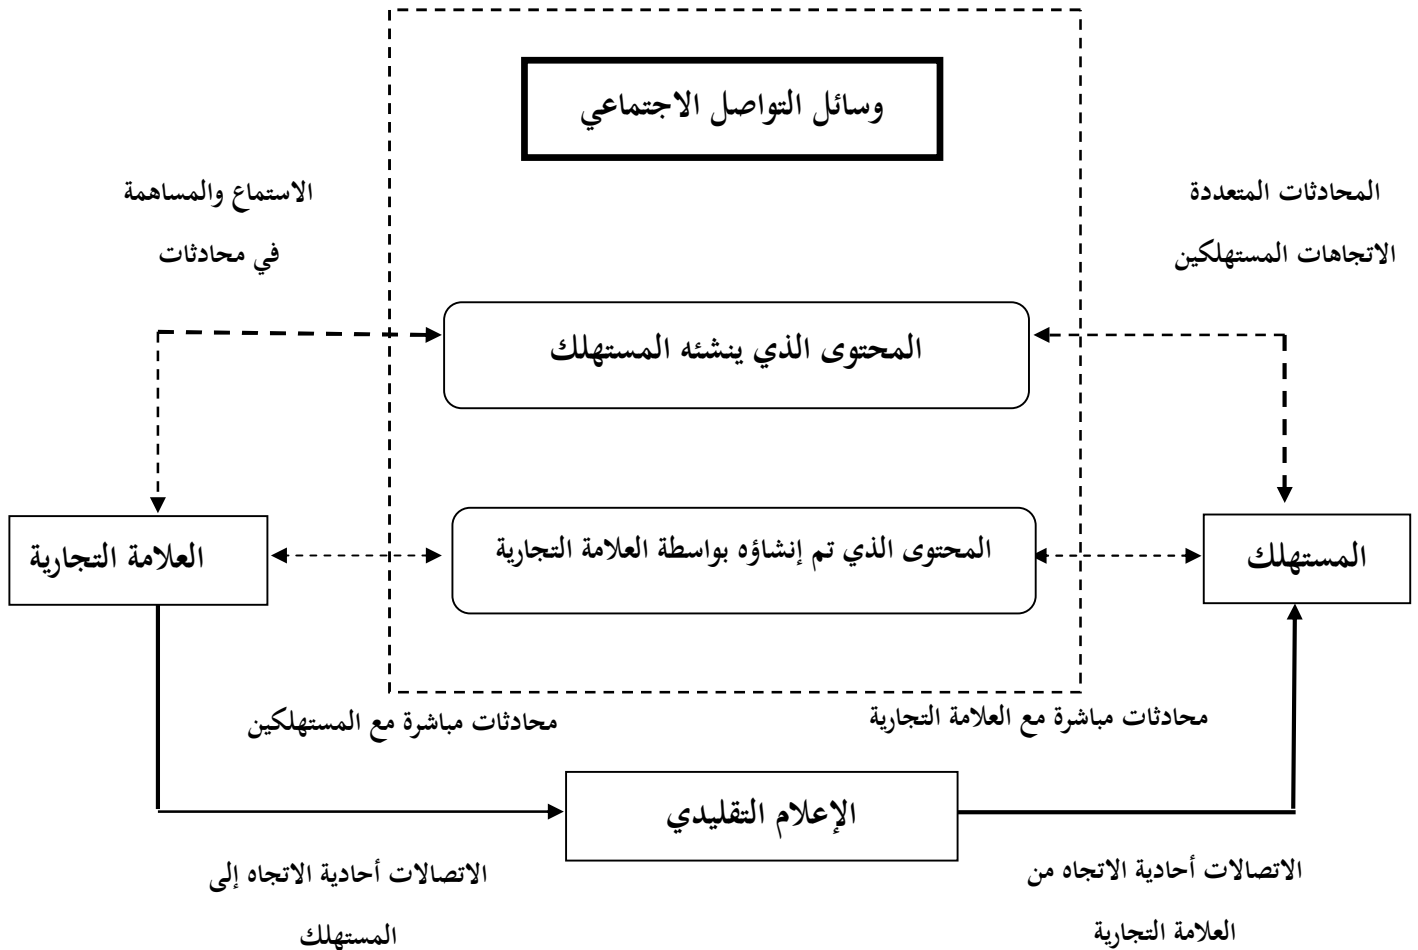 وسائل التواصل الاجتماعي
المحادثات المتعددة
الاتجاهات المستهلكين
الاستماع والمساهمة
في محادثات
المحتوى الذي ينشئه المستهلك
المستهلك
المحتوى الذي تم إنشاؤه بواسطة العلامة التجارية
العلامة التجارية
محادثات مباشرة مع العلامة التجارية
محادثات مباشرة مع المستهلكين
الإعلام التقليدي
الاتصالات أحادية الاتجاه من
العلامة التجارية
الاتصالات أحادية الاتجاه إلى
المستهلك